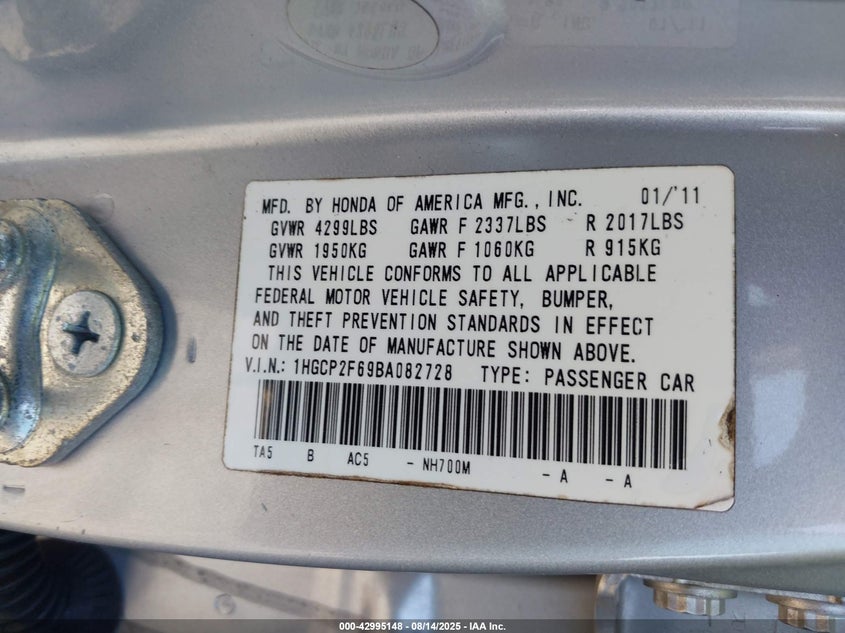 MFD. BY HONDA OF AMERICA MFG., INC. 01/'11
GVWR 4299LBS GAWR F 2337LBS R 2017LBS
GVWR 1950KG GAWR F 1060KG R 915KG
THIS VEHICLE CONFORMS TO ALL APPLICABLE
FEDERAL MOTOR VEHICLE SAFETY, BUMPER,
AND THEFT PREVENTION STANDARDS IN EFFECT
ON THE DATE OF MANUFACTURE SHOWN ABOVE.
V.I.N.: 1HGCP2F69BA082728 TYPE: PASSENGER CAR
TA5 B AC5 - NH700M - A - A
000-42995148 - 08/14/2025 - IAA Inc.